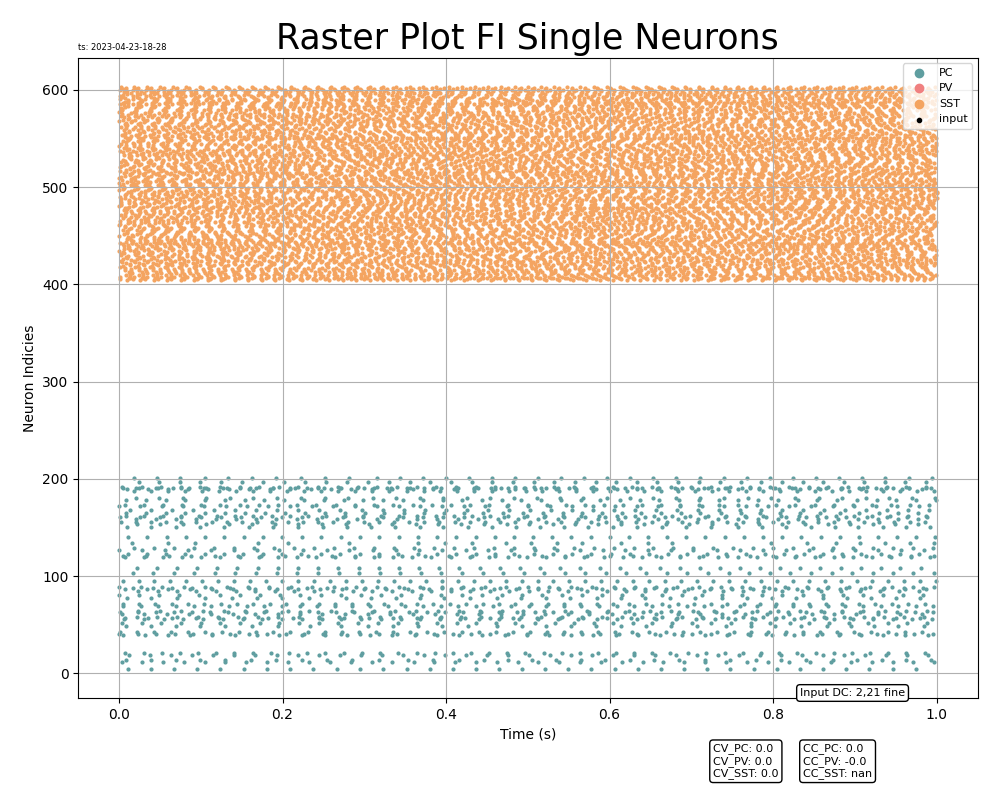 Raster Plot FI Single Neurons
ts: 2023-04-23-18-28
PC
PV
SST
input
600
500
400
300
200
100
0
Neuron Indicies
0.0 0.2 0.4 0.6 0.8 1.0
Time (s)
Input DC: 2,21 fine
CV_PC: 0.0
CV_PV: 0.0
CV_SST: 0.0
CC_PC: 0.0
CC_PV: -0.0
CC_SST: nan